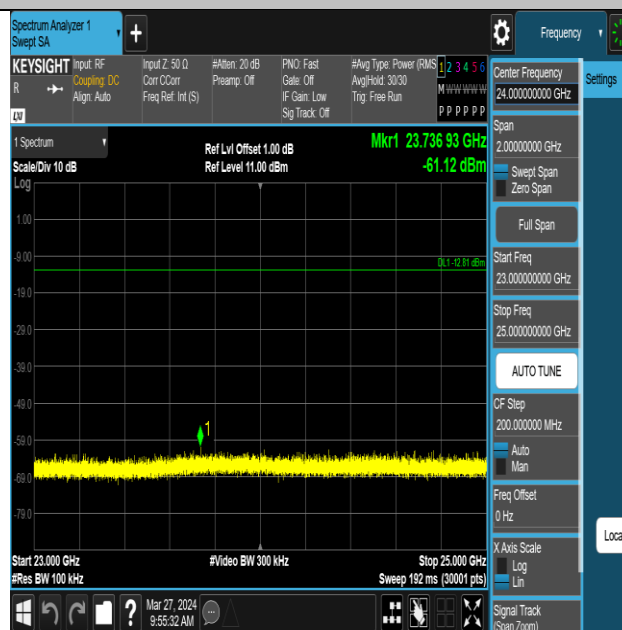 Spectrum Analyzer 1
Swept SA
+
Frequency
KEYSIGHT
R
LXI
Input: RF
Coupling: DC
Align: Auto
Input Z: 50 Ω
Corr CCorr
Freq Ref: Int (S)
#Atten: 20 dB
Preamp: Off
PNO: Fast
Gate: Off
IF Gain: Low
Sig Track: Off
#Avg Type: Power (RMS
Avg|Hold: 30/30
Trig: Free Run
1 2 3 4 5 6
M W W W W W
P P P P P P
1 Spectrum
Scale/Div 10 dB
Log
Ref Lvl Offset 1.00 dB
Ref Level 11.00 dBm
Mkr1 23.736 93 GHz
-61.12 dBm
1.00
-9.00
DL1 -12.81 dBm
-19.0
-29.0
-39.0
-49.0
1
-59.0
-69.0
-79.0
Start 23.000 GHz
#Res BW 100 kHz
#Video BW 300 kHz
Stop 25.000 GHz
Sweep 192 ms (30001 pts)
Mar 27, 2024
9:55:32 AM
?
Center Frequency
24.00000000 GHz
Settings
Span
2.00000000 GHz
Swept Span
Zero Span
Full Span
Start Freq
23.000000000 GHz
Stop Freq
25.000000000 GHz
AUTO TUNE
CF Step
200.000000 MHz
Auto
Man
Freq Offset
0 Hz
X Axis Scale
Log
Lin
Loca
Signal Track
(Span Zoom)